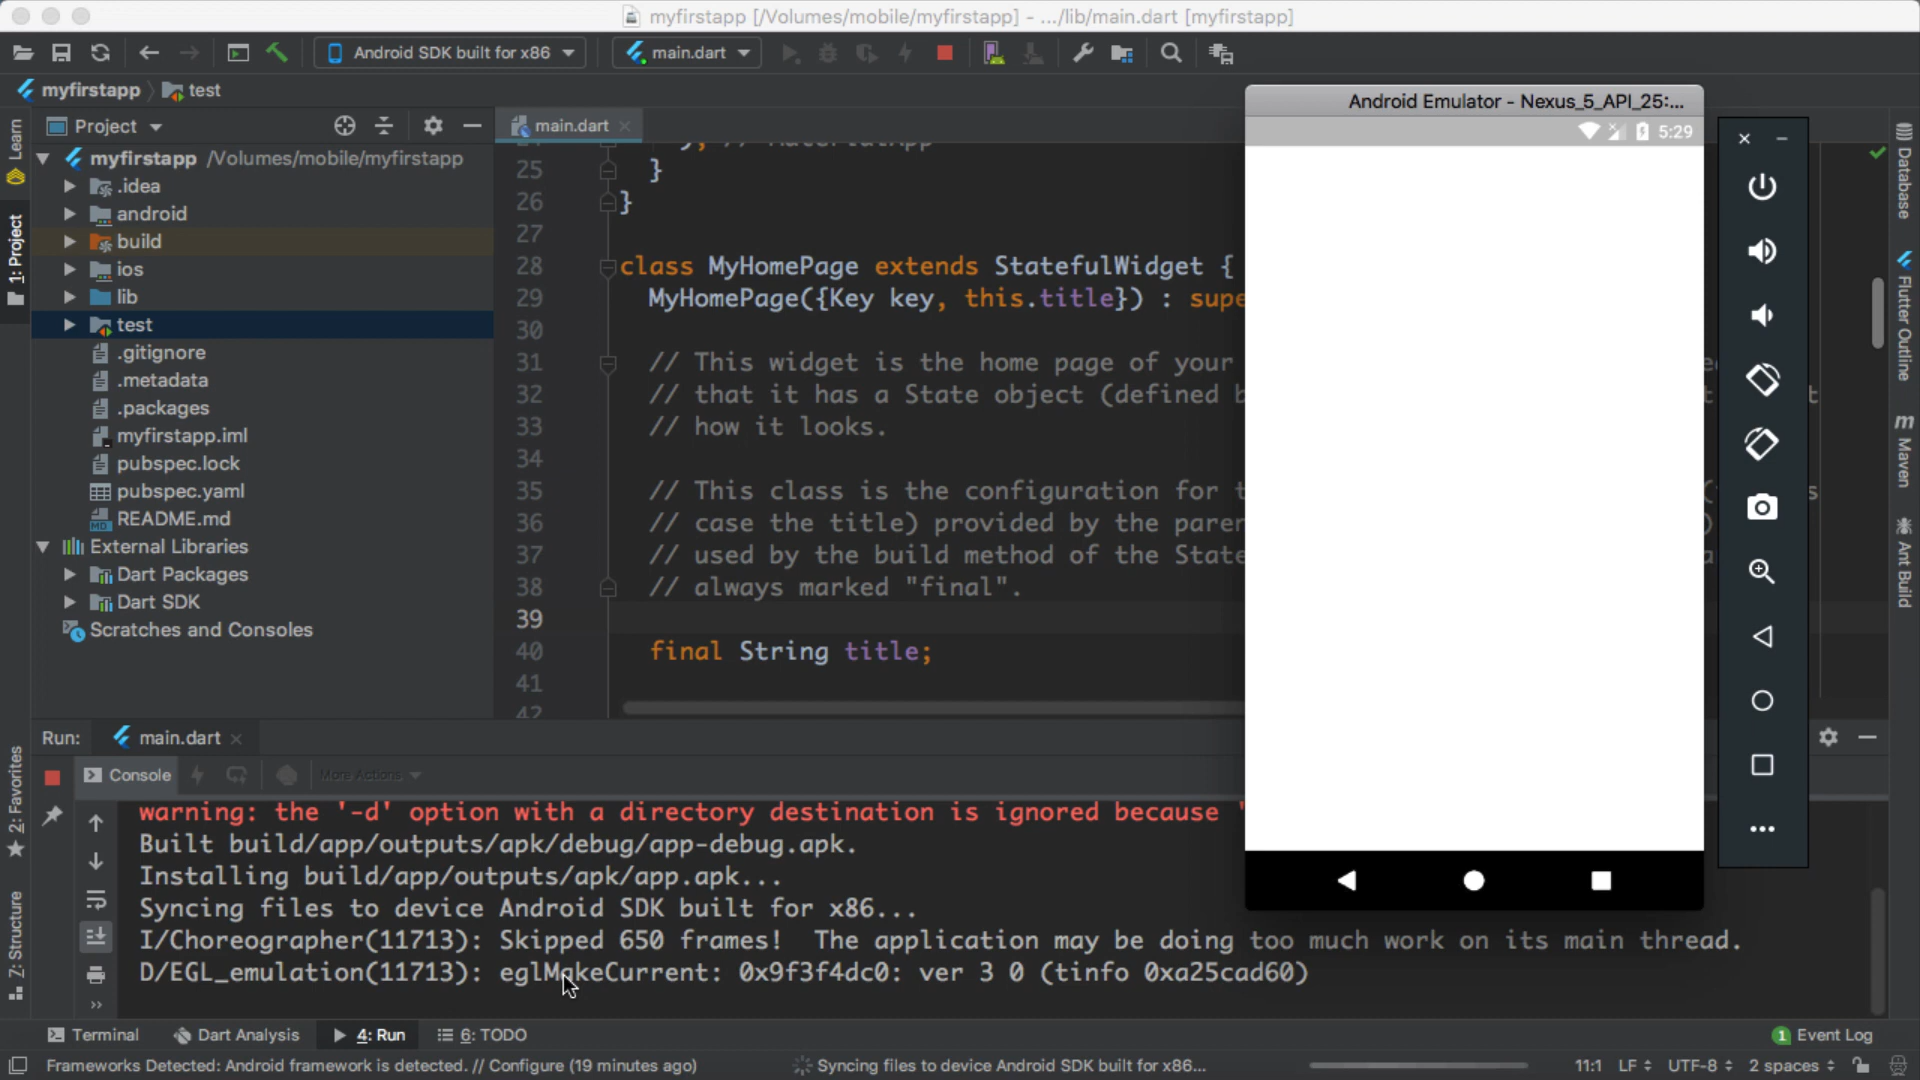 myfirstapp [/Volumes/mobile/myfirstapp] - .../lib/main.dart [myfirstapp]
Android SDK built for x86
main.dart
myfirstapp
test
Android Emulator - Nexus_5_API_25:...
5:29
Learn
1: Project
2: Favorites
7: Structure
Project
myfirstapp /Volumes/mobile/myfirstapp
.idea
android
build
ios
lib
test
.gitignore
.metadata
.packages
myfirstapp.iml
pubspec.lock
pubspec.yaml
MD README.md
External Libraries
Dart Packages
Dart SDK
Scratches and Consoles
main.dart
25 }
26 }
27
28 class MyHomePage extends StatefulWidget {
29 MyHomePage({Key key, this.title}) : supe
30
31 // This widget is the home page of your
32 // that it has a State object (defined b
33 // how it looks.
34
35 // This class is the configuration for t
36 // case the title) provided by the paren
37 // used by the build method of the State
38 // always marked "final".
39
40 final String title;
41
42
Database
Flutter Outline
m Maven
Ant Build
Run: main.dart
Console
More Actions
warning: the '-d' option with a directory destination is ignored because '
Built build/app/outputs/apk/debug/app-debug.apk.
Installing build/app/outputs/apk/app.apk...
Syncing files to device Android SDK built for x86...
I/Choreographer(11713): Skipped 650 frames! The application may be doing too much work on its main thread.
D/EGL_emulation(11713): eglMakeCurrent: 0x9f3f4dc0: ver 3 0 (tinfo 0xa25cad60)
Terminal
Dart Analysis
4: Run
6: TODO
1 Event Log
Frameworks Detected: Android framework is detected. // Configure (19 minutes ago)
Syncing files to device Android SDK built for x86...
11:1 LF UTF-8 2 spaces